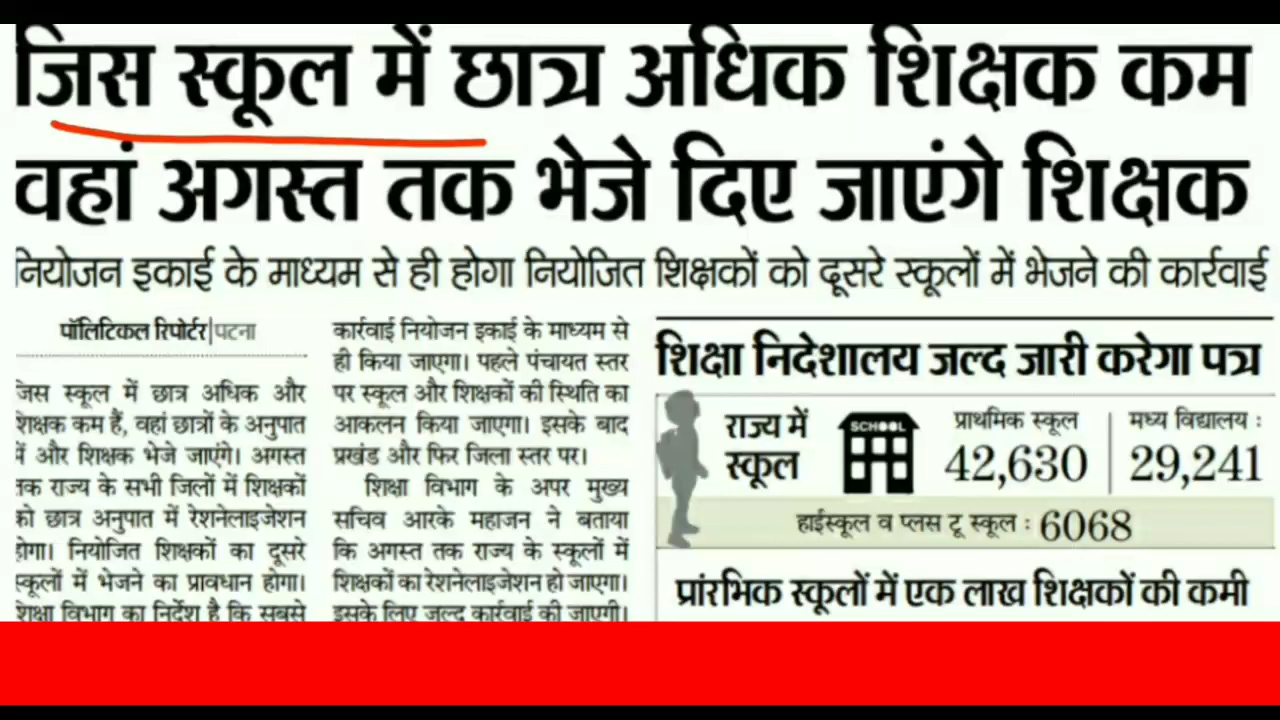 जिस स्कूल में छात्र अधिक शिक्षक कम
वहां अगस्त तक भेजे दिए जाएंगे शिक्षक
नियोजन इकाई के माध्यम से ही होगा नियोजित शिक्षकों को दूसरे स्कूलों में भेजने की कार्रवाई
पॉलिटिकल रिपोर्टर|पटना
जिस स्कूल में छात्र अधिक और
शिक्षक कम हैं, वहां छात्रों के अनुपात
में और शिक्षक भेजे जाएंगे। अगस्त
तक राज्य के सभी जिलों में शिक्षकों
को छात्र अनुपात में रेशनेलाइजेशन
होगा। नियोजित शिक्षकों का दूसरे
स्कूलों में भेजने का प्रावधान होगा।
शिक्षा विभाग का निर्देश है कि सबसे
कार्रवाई नियोजन इकाई के माध्यम से
ही किया जाएगा। पहले पंचायत स्तर
पर स्कूल और शिक्षकों की स्थिति का
आकलन किया जाएगा। इसके बाद
प्रखंड और फिर जिला स्तर पर।
शिक्षा विभाग के अपर मुख्य
सचिव आरके महाजन ने बताया
कि अगस्त तक राज्य के स्कूलों में
शिक्षकों का रेशनेलाइजेशन हो जाएगा।
इसके लिए जल्द कार्रवाई की जाएगी।
शिक्षा निदेशालय जल्द जारी करेगा पत्र
राज्य में
स्कूल
SCHOOL
प्राथमिक स्कूल
42,630
मध्य विद्यालय :
29,241
हाईस्कूल व प्लस टू स्कूल : 6068
प्रारंभिक स्कूलों में एक लाख शिक्षकों की कमी